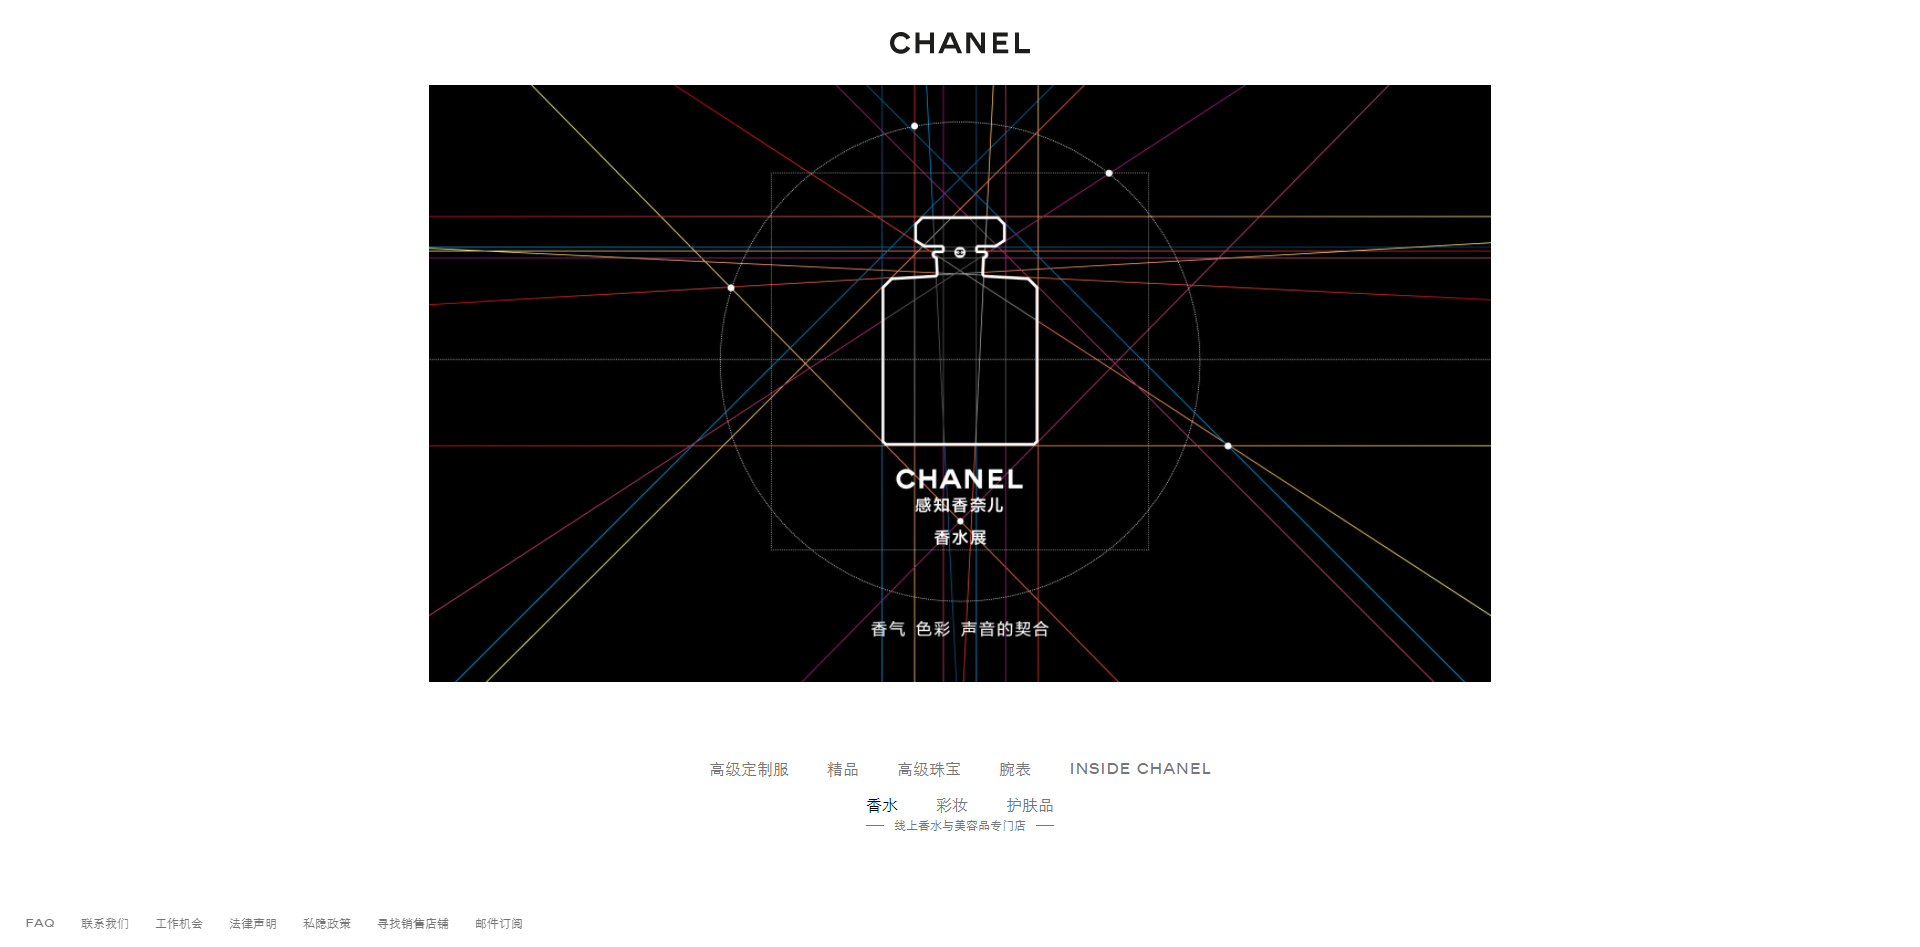 CHANEL
CHANEL
感知香奈儿
香水展
香气 色彩 声音的契合
高级定制服 精品 高级珠宝 腕表 INSIDE CHANEL
香水 彩妆 护肤品
线上香水与美容品专门店
FAQ 联系我们 工作机会 法律声明 私隐政策 寻找销售店铺 邮件订阅